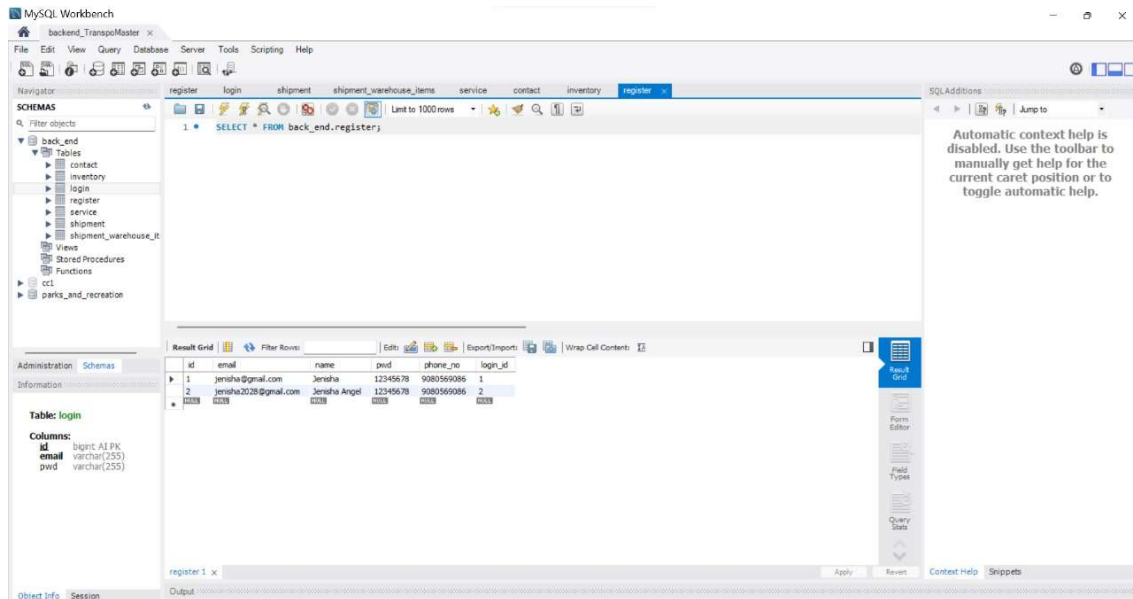 MySQL Workbench
backend_TranspoMaster ×
File Edit View Query Database Server Tools Scripting Help
Navigator
SCHEMAS
Filter objects
back_end
Tables
contact
inventory
login
register
service
shipment
shipment_warehouse_it
Views
Stored Procedures
Functions
cc1
parks_and_recreation
Administration Schemas
Information
Table: login
Columns:
id bigint AI PK
email varchar(255)
pwd varchar(255)
Object Info Session
register login shipment shipment_warehouse_items service contact inventory register ×
Limit to 1000 rows
1 SELECT * FROM back_end.register;
Result Grid Filter Rows: Edit: Export/Import: Wrap Cell Content:
id email name pwd phone_no login_id
1 jenisha@gmail.com Jenisha 12345678 9080569086 1
2 jenisha2028@gmail.com Jenisha Angel 12345678 9080569086 2
NULL NULL NULL NULL NULL NULL
Result Grid
Form Editor
Field Types
Query Stats
register 1 ×
Apply Revert
Output
SQLAdditions
Jump to
Automatic context help is
disabled. Use the toolbar to
manually get help for the
current caret position or to
toggle automatic help.
Context Help Snippets